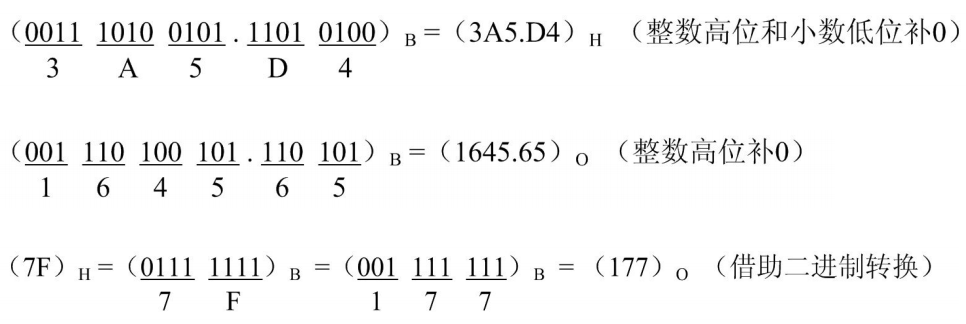 （0011 1010 0101 . 1101 0100）B =（3A5.D4）H （整数高位和小数低位补0）
3 A 5 D 4
（001 110 100 101 . 110 101）B =（1645.65）O （整数高位补0）
1 6 4 5 6 5
（7F）H =（0111 1111）B =（001 111 111）B =（177）O （借助二进制转换）
7 F 1 7 7